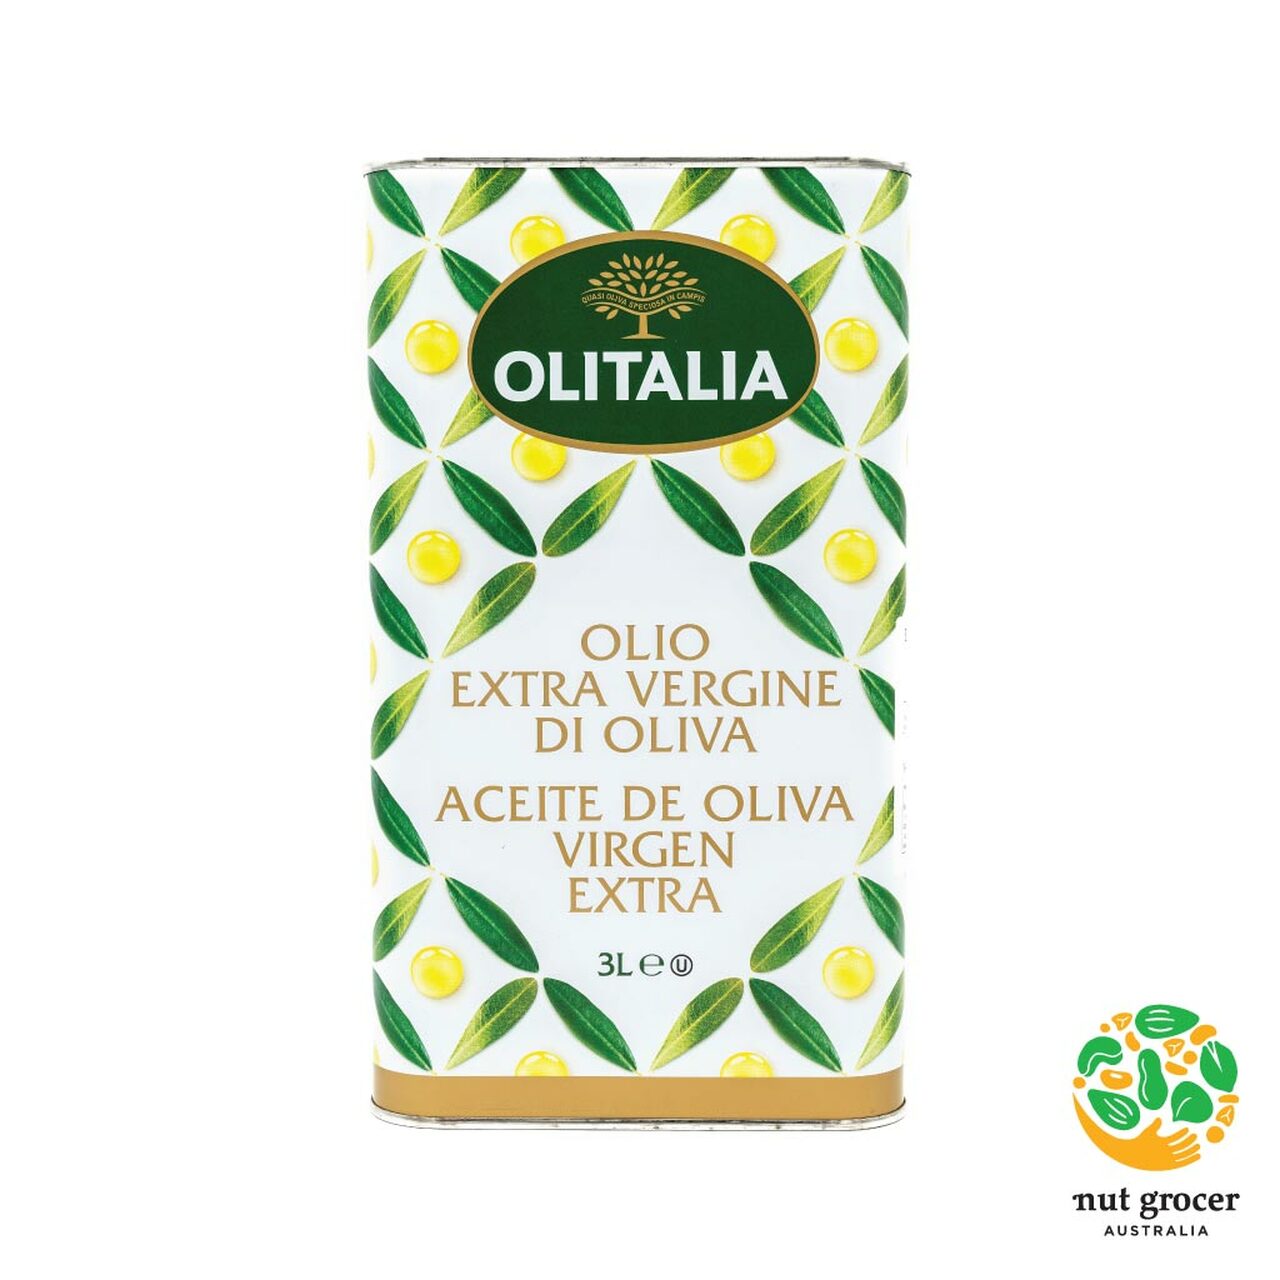 QUASI OLIVA SPECIOSA IN CAMPIS
OLITALIA
OLIO
EXTRA VERGINE
DI OLIVA
ACEITE DE OLIVA
VIRGEN
EXTRA
3L ℮ U
nut grocer
AUSTRALIA